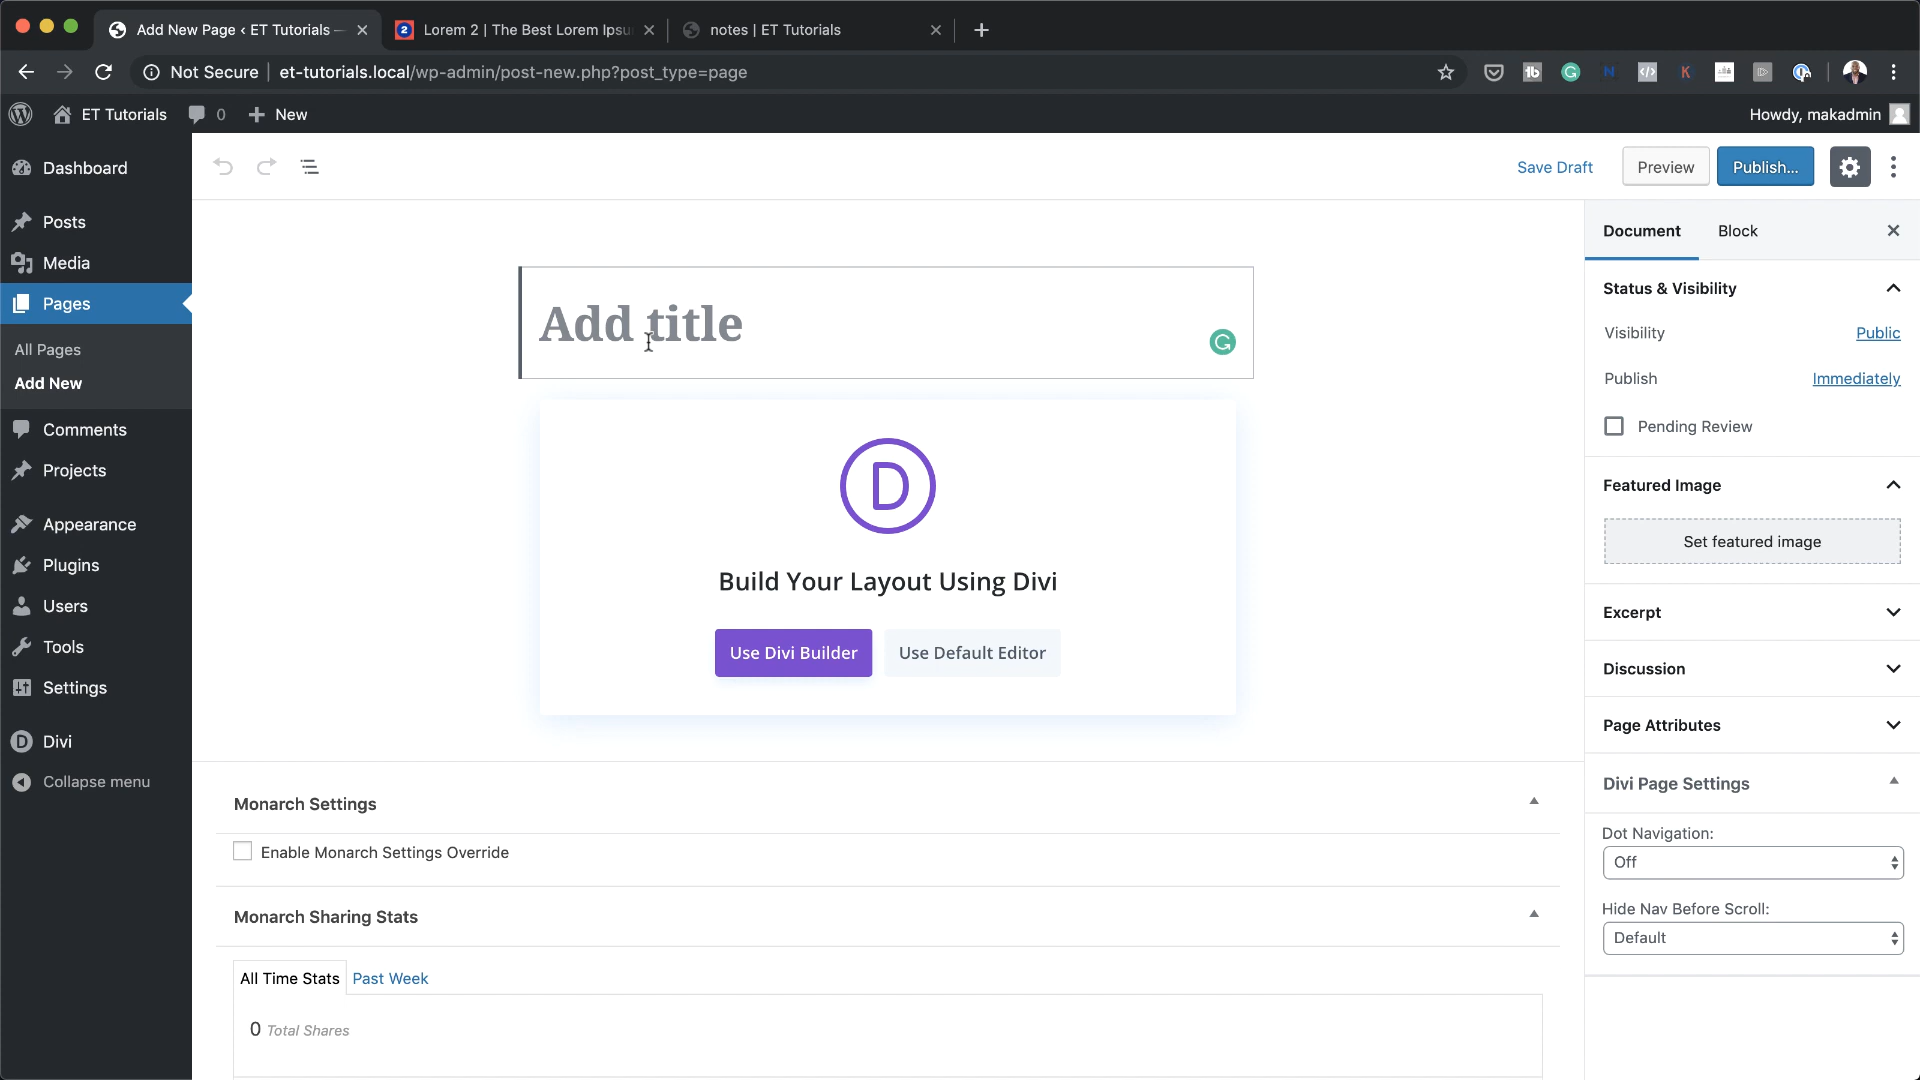 Add New Page ‹ ET Tutorials —
Lorem 2 | The Best Lorem Ipsu
notes | ET Tutorials
Not Secure
et-tutorials.local/wp-admin/post-new.php?post_type=page
ET Tutorials
0
New
Howdy, makadmin
Dashboard
Posts
Media
Pages
All Pages
Add New
Comments
Projects
Appearance
Plugins
Users
Tools
Settings
Divi
Collapse menu
Save Draft
Preview
Publish...
Add title
D
Build Your Layout Using Divi
Use Divi Builder
Use Default Editor
Monarch Settings
Enable Monarch Settings Override
Monarch Sharing Stats
All Time Stats
Past Week
0 Total Shares
Document
Block
Status & Visibility
Visibility
Public
Publish
Immediately
Pending Review
Featured Image
Set featured image
Excerpt
Discussion
Page Attributes
Divi Page Settings
Dot Navigation:
Off
Hide Nav Before Scroll:
Default